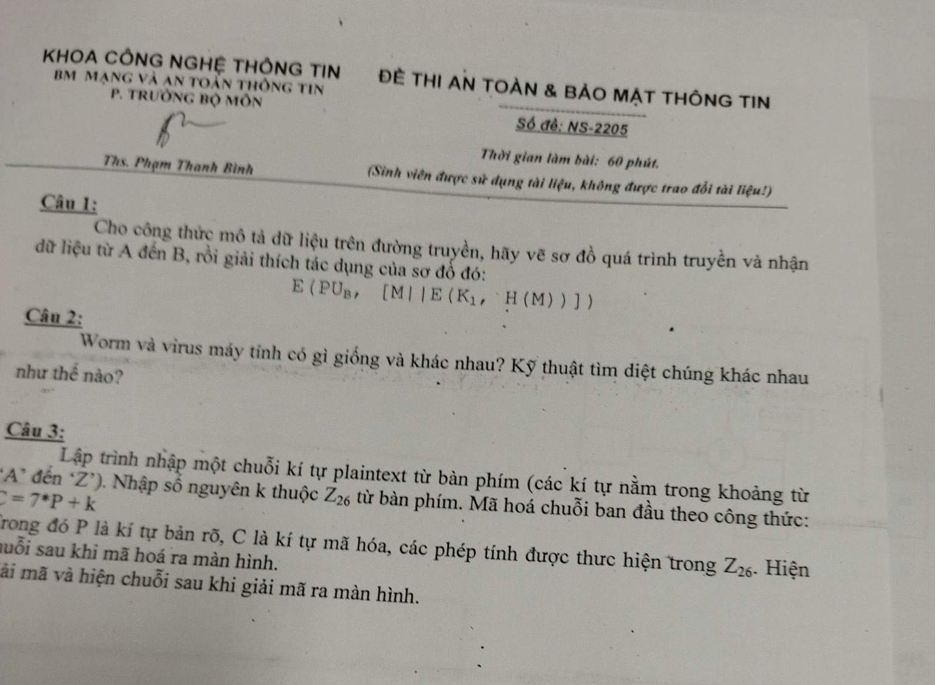 KHOA CÔNG NGHỆ THÔNG TIN
BM MẠNG VÀ AN TOÀN THÔNG TIN
P. TRƯỞNG BỘ MÔN
Ths. Phạm Thanh Bình
ĐỀ THI AN TOÀN & BẢO MẬT THÔNG TIN
Số đề: NS-2205
Thời gian làm bài: 60 phút.
(Sinh viên được sử dụng tài liệu, không được trao đổi tài liệu!)
Câu 1:
Cho công thức mô tả dữ liệu trên đường truyền, hãy vẽ sơ đồ quá trình truyền và nhận
dữ liệu từ A đến B, rồi giải thích tác dụng của sơ đồ đó:
E(PU_B, [M||E(K₁, H(M))])
Câu 2:
Worm và virus máy tính có gì giống và khác nhau? Kỹ thuật tìm diệt chúng khác nhau
như thế nào?
Câu 3:
Lập trình nhập một chuỗi kí tự plaintext từ bàn phím (các kí tự nằm trong khoảng từ
'A' đến 'Z'). Nhập số nguyên k thuộc Z₂₆ từ bàn phím. Mã hoá chuỗi ban đầu theo công thức:
C = 7*P + k
rong đó P là kí tự bản rõ, C là kí tự mã hóa, các phép tính được thưc hiện trong Z₂₆. Hiện
uỗi sau khi mã hoá ra màn hình.
ải mã và hiện chuỗi sau khi giải mã ra màn hình.